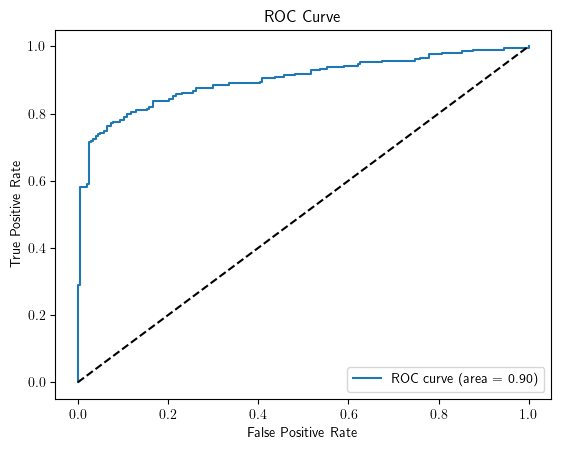 ROC Curve
True Positive Rate
1.0
0.8
0.6
0.4
0.2
0.0
ROC curve (area = 0.90)
0.0 0.2 0.4 0.6 0.8 1.0
False Positive Rate